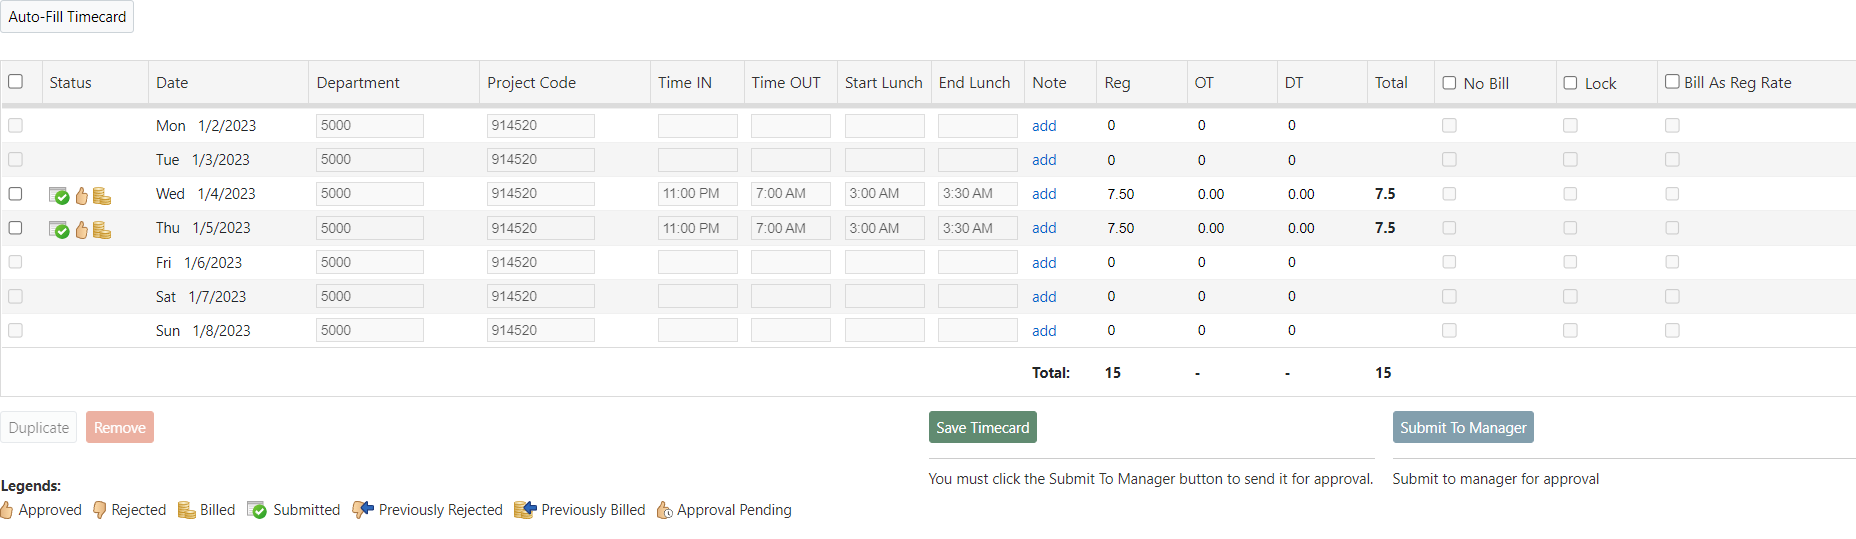 Auto-Fill Timecard
Status Date Department Project Code Time IN Time OUT Start Lunch End Lunch Note Reg OT DT Total No Bill Lock Bill As Reg Rate
Mon 1/2/2023 5000 914520 add 0 0 0
Tue 1/3/2023 5000 914520 add 0 0 0
Wed 1/4/2023 5000 914520 11:00 PM 7:00 AM 3:00 AM 3:30 AM add 7.50 0.00 0.00 7.5
Thu 1/5/2023 5000 914520 11:00 PM 7:00 AM 3:00 AM 3:30 AM add 7.50 0.00 0.00 7.5
Fri 1/6/2023 5000 914520 add 0 0 0
Sat 1/7/2023 5000 914520 add 0 0 0
Sun 1/8/2023 5000 914520 add 0 0 0
Total: 15 - - 15
Duplicate Remove Save Timecard Submit To Manager
You must click the Submit To Manager button to send it for approval. Submit to manager for approval
Legends:
Approved Rejected Billed Submitted Previously Rejected Previously Billed Approval Pending